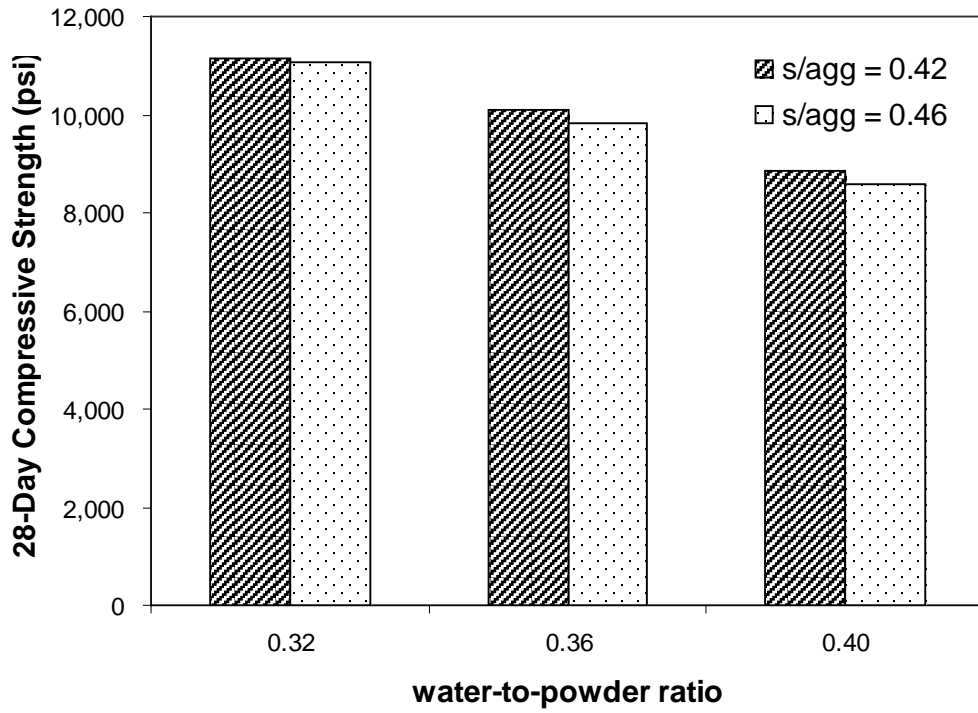 28-Day Compressive Strength (psi)
12,000
10,000
8,000
6,000
4,000
2,000
0
s/agg = 0.42
s/agg = 0.46
0.32 0.36 0.40
water-to-powder ratio